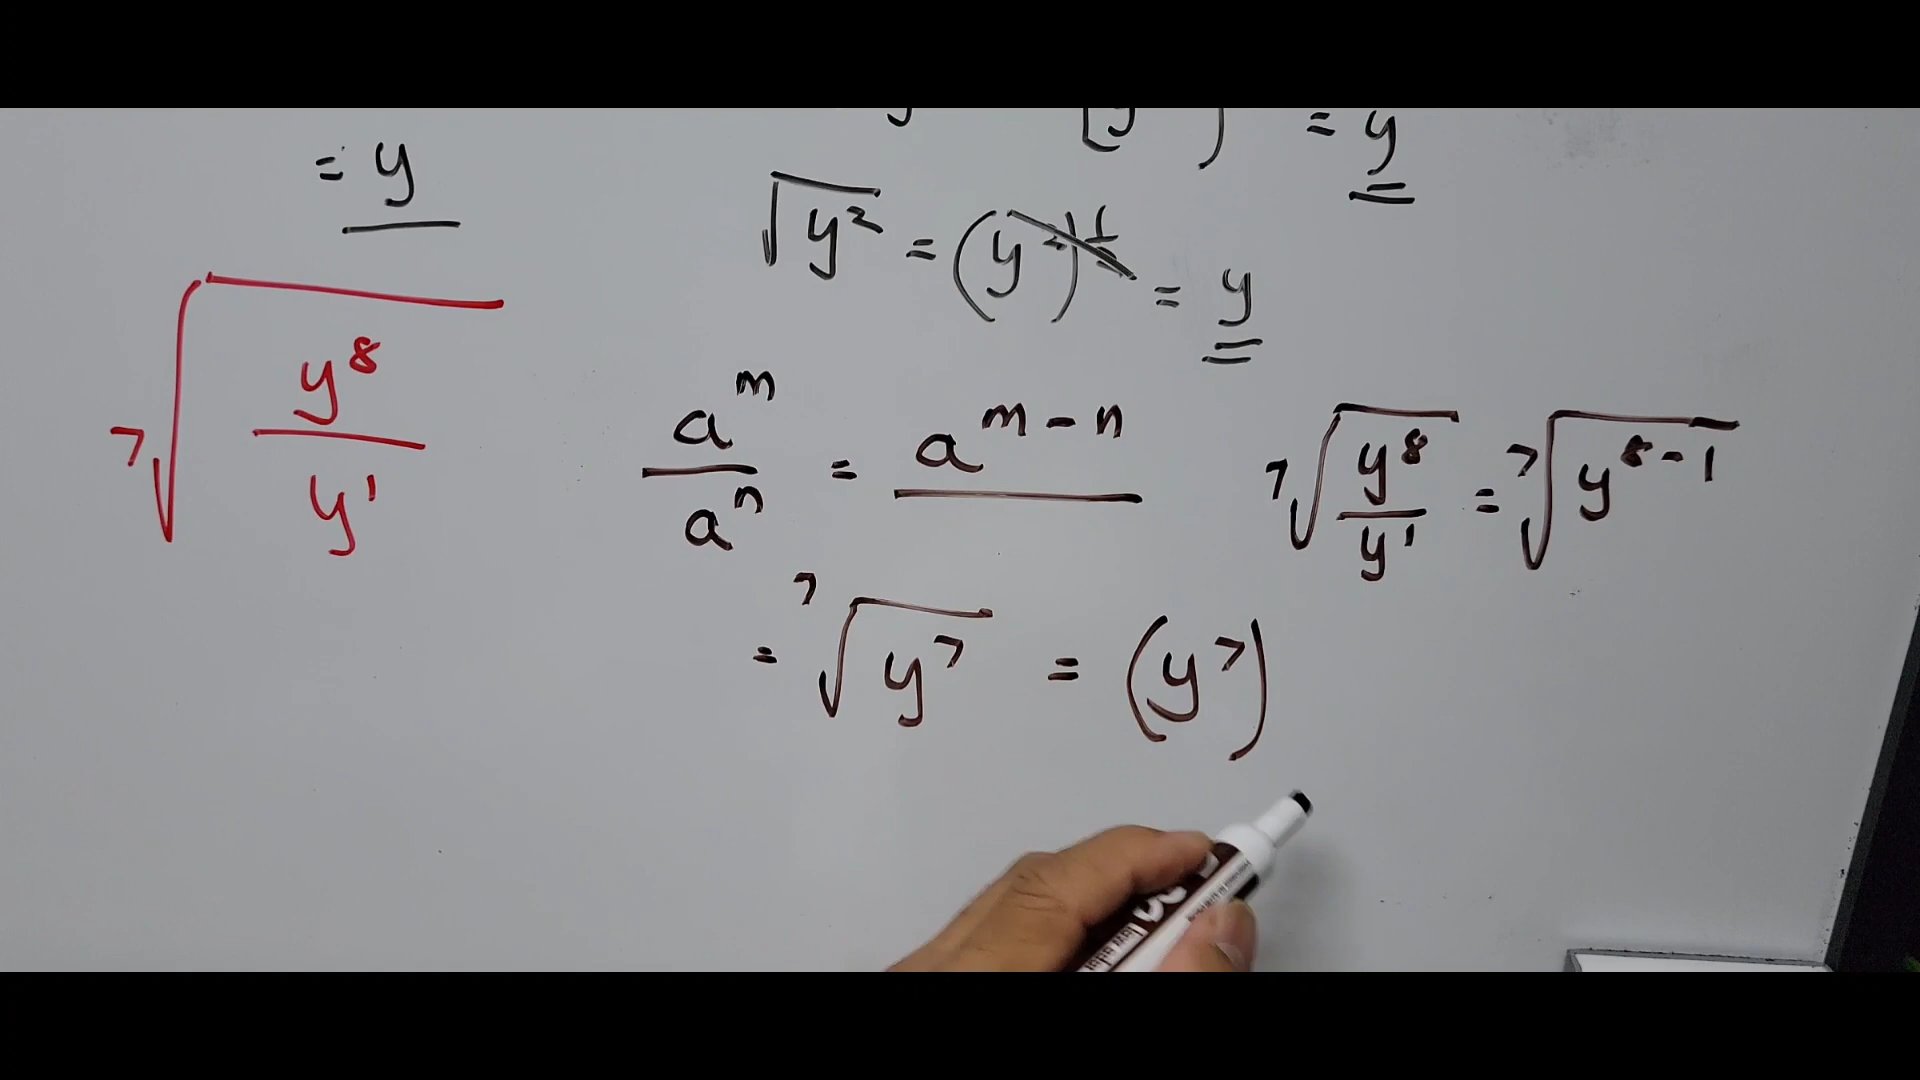 = y
y (y ) = y
√y² = (y²)^½ = y
⁷√(y⁸/y¹)
a^m/a^n = a^(m-n)
⁷√(y⁸/y¹) = ⁷√(y^(8-1))
= ⁷√(y⁷) = (y⁷)